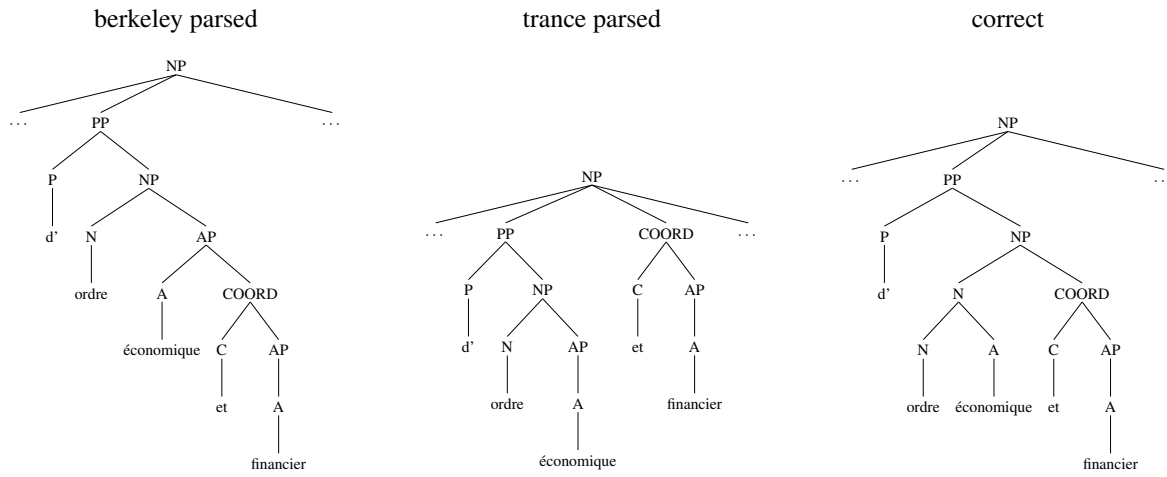 berkeley parsed
NP
... PP ...
P NP
d' N AP
ordre A COORD
économique C AP
et A
financier
trance parsed
NP
... PP COORD ...
P NP C AP
d' N AP et A
ordre A financier
économique
correct
NP
... PP ..
P NP
d' N COORD
N A C AP
ordre économique et A
financier